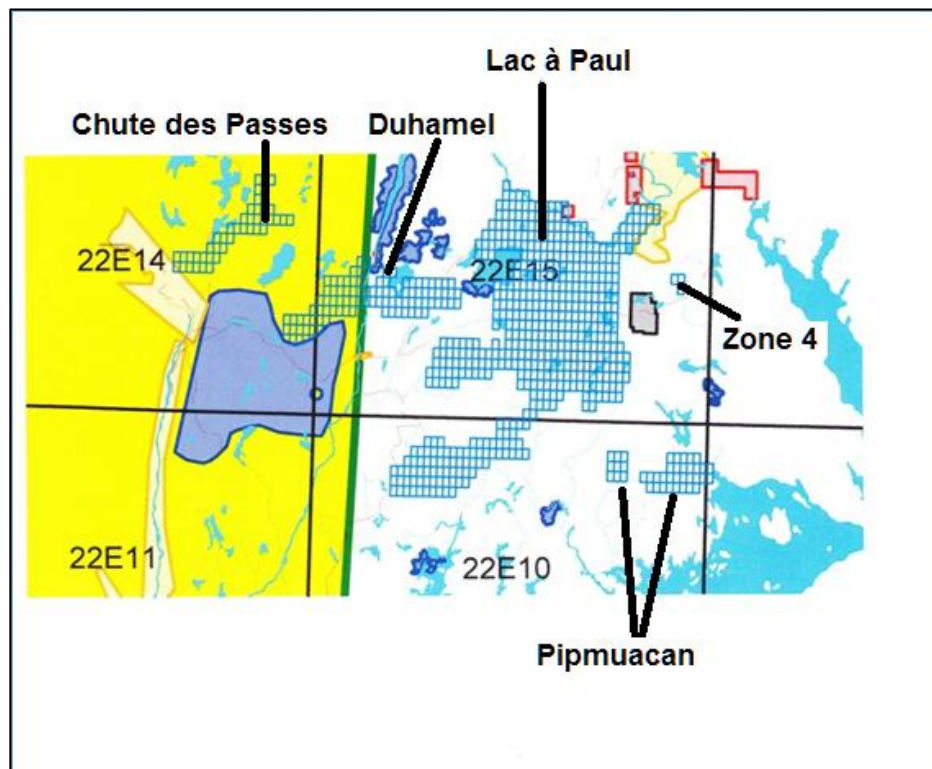 Lac à Paul
Chute des Passes
Duhamel
22E14
22E15
Zone 4
22E11
22E10
Pipmuacan